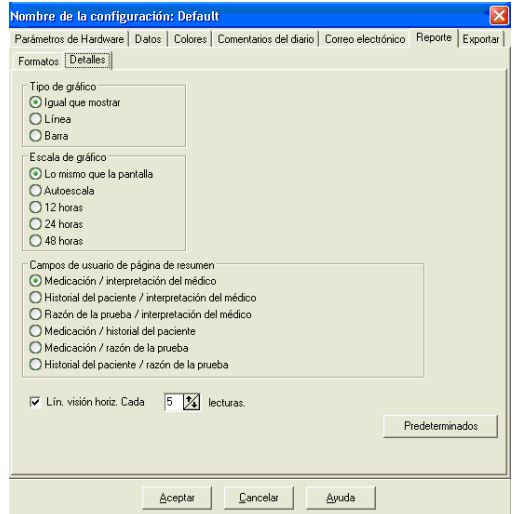 Nombre de la configuración: Default
Parámetros de Hardware Datos Colores Comentarios del diario Correo electrónico Reporte Exportar
Formatos Detalles
Tipo de gráfico
Igual que mostrar
Línea
Barra
Escala de gráfico
Lo mismo que la pantalla
Autoescala
12 horas
24 horas
48 horas
Campos de usuario de página de resumen
Medicación / interpretación del médico
Historial del paciente / interpretación del médico
Razón de la prueba / interpretación del médico
Medicación / historial del paciente
Medicación / razón de la prueba
Historial del paciente / razón de la prueba
Lín. visión horiz. Cada 5 lecturas.
Predeterminados
Aceptar Cancelar Ayuda